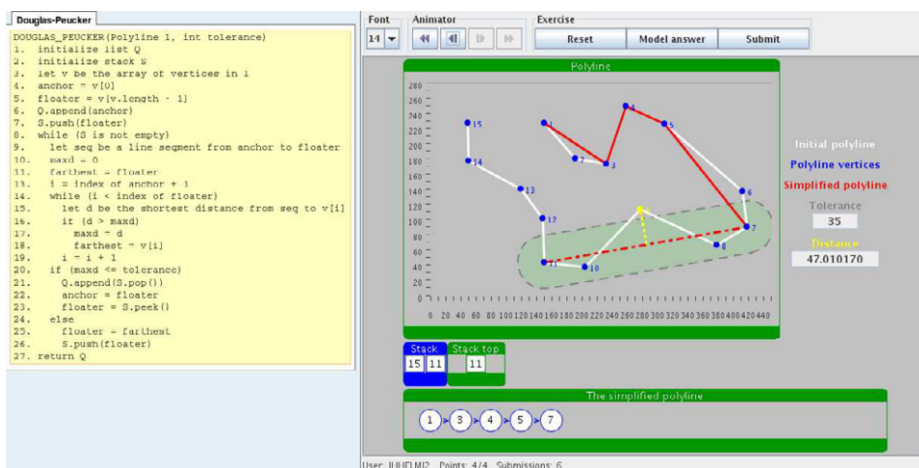 Douglas-Peucker
DOUGLAS_PEUCKER(Polyline l, int tolerance)
1. initialize list Q
2. initialize stack S
3. let v be the array of vertices in l
4. anchor = v[0]
5. floater = v[v.length - 1]
6. Q.append(anchor)
7. S.push(floater)
8. while (S is not empty)
9. let seq be a line segment from anchor to floater
10. maxd = 0
11. farthest = floater
13. i = index of anchor + 1
14. while (i < index of floater)
15. let d be the shortest distance from seq to v[i]
16. if (d > maxd)
17. maxd = d
18. farthest = v[i]
19. i = i + 1
20. if (maxd <= tolerance)
21. Q.append(S.pop())
22. anchor = floater
23. floater = S.peek()
24. else
25. floater = farthest
26. S.push(floater)
27. return Q
Font Animator Exercise
14 Reset Model answer Submit
Polyline
280
260
240
220
200
180
160
140
120
100
80
60
40
20
0
0 20 40 60 80 100 120 140 160 180 200 220 240 260 280 300 320 340 360 380 400 420 440
15 1 4 5
14 2 3
13 6
12 7
11 10 8
Initial polyline
Polyline vertices
Simplified polyline
Tolerance
35
Distance
47.010170
Stack Stack top
15 11 11
The simplified polyline
1 3 4 5 7
Points: 4/4 Submissions: 6